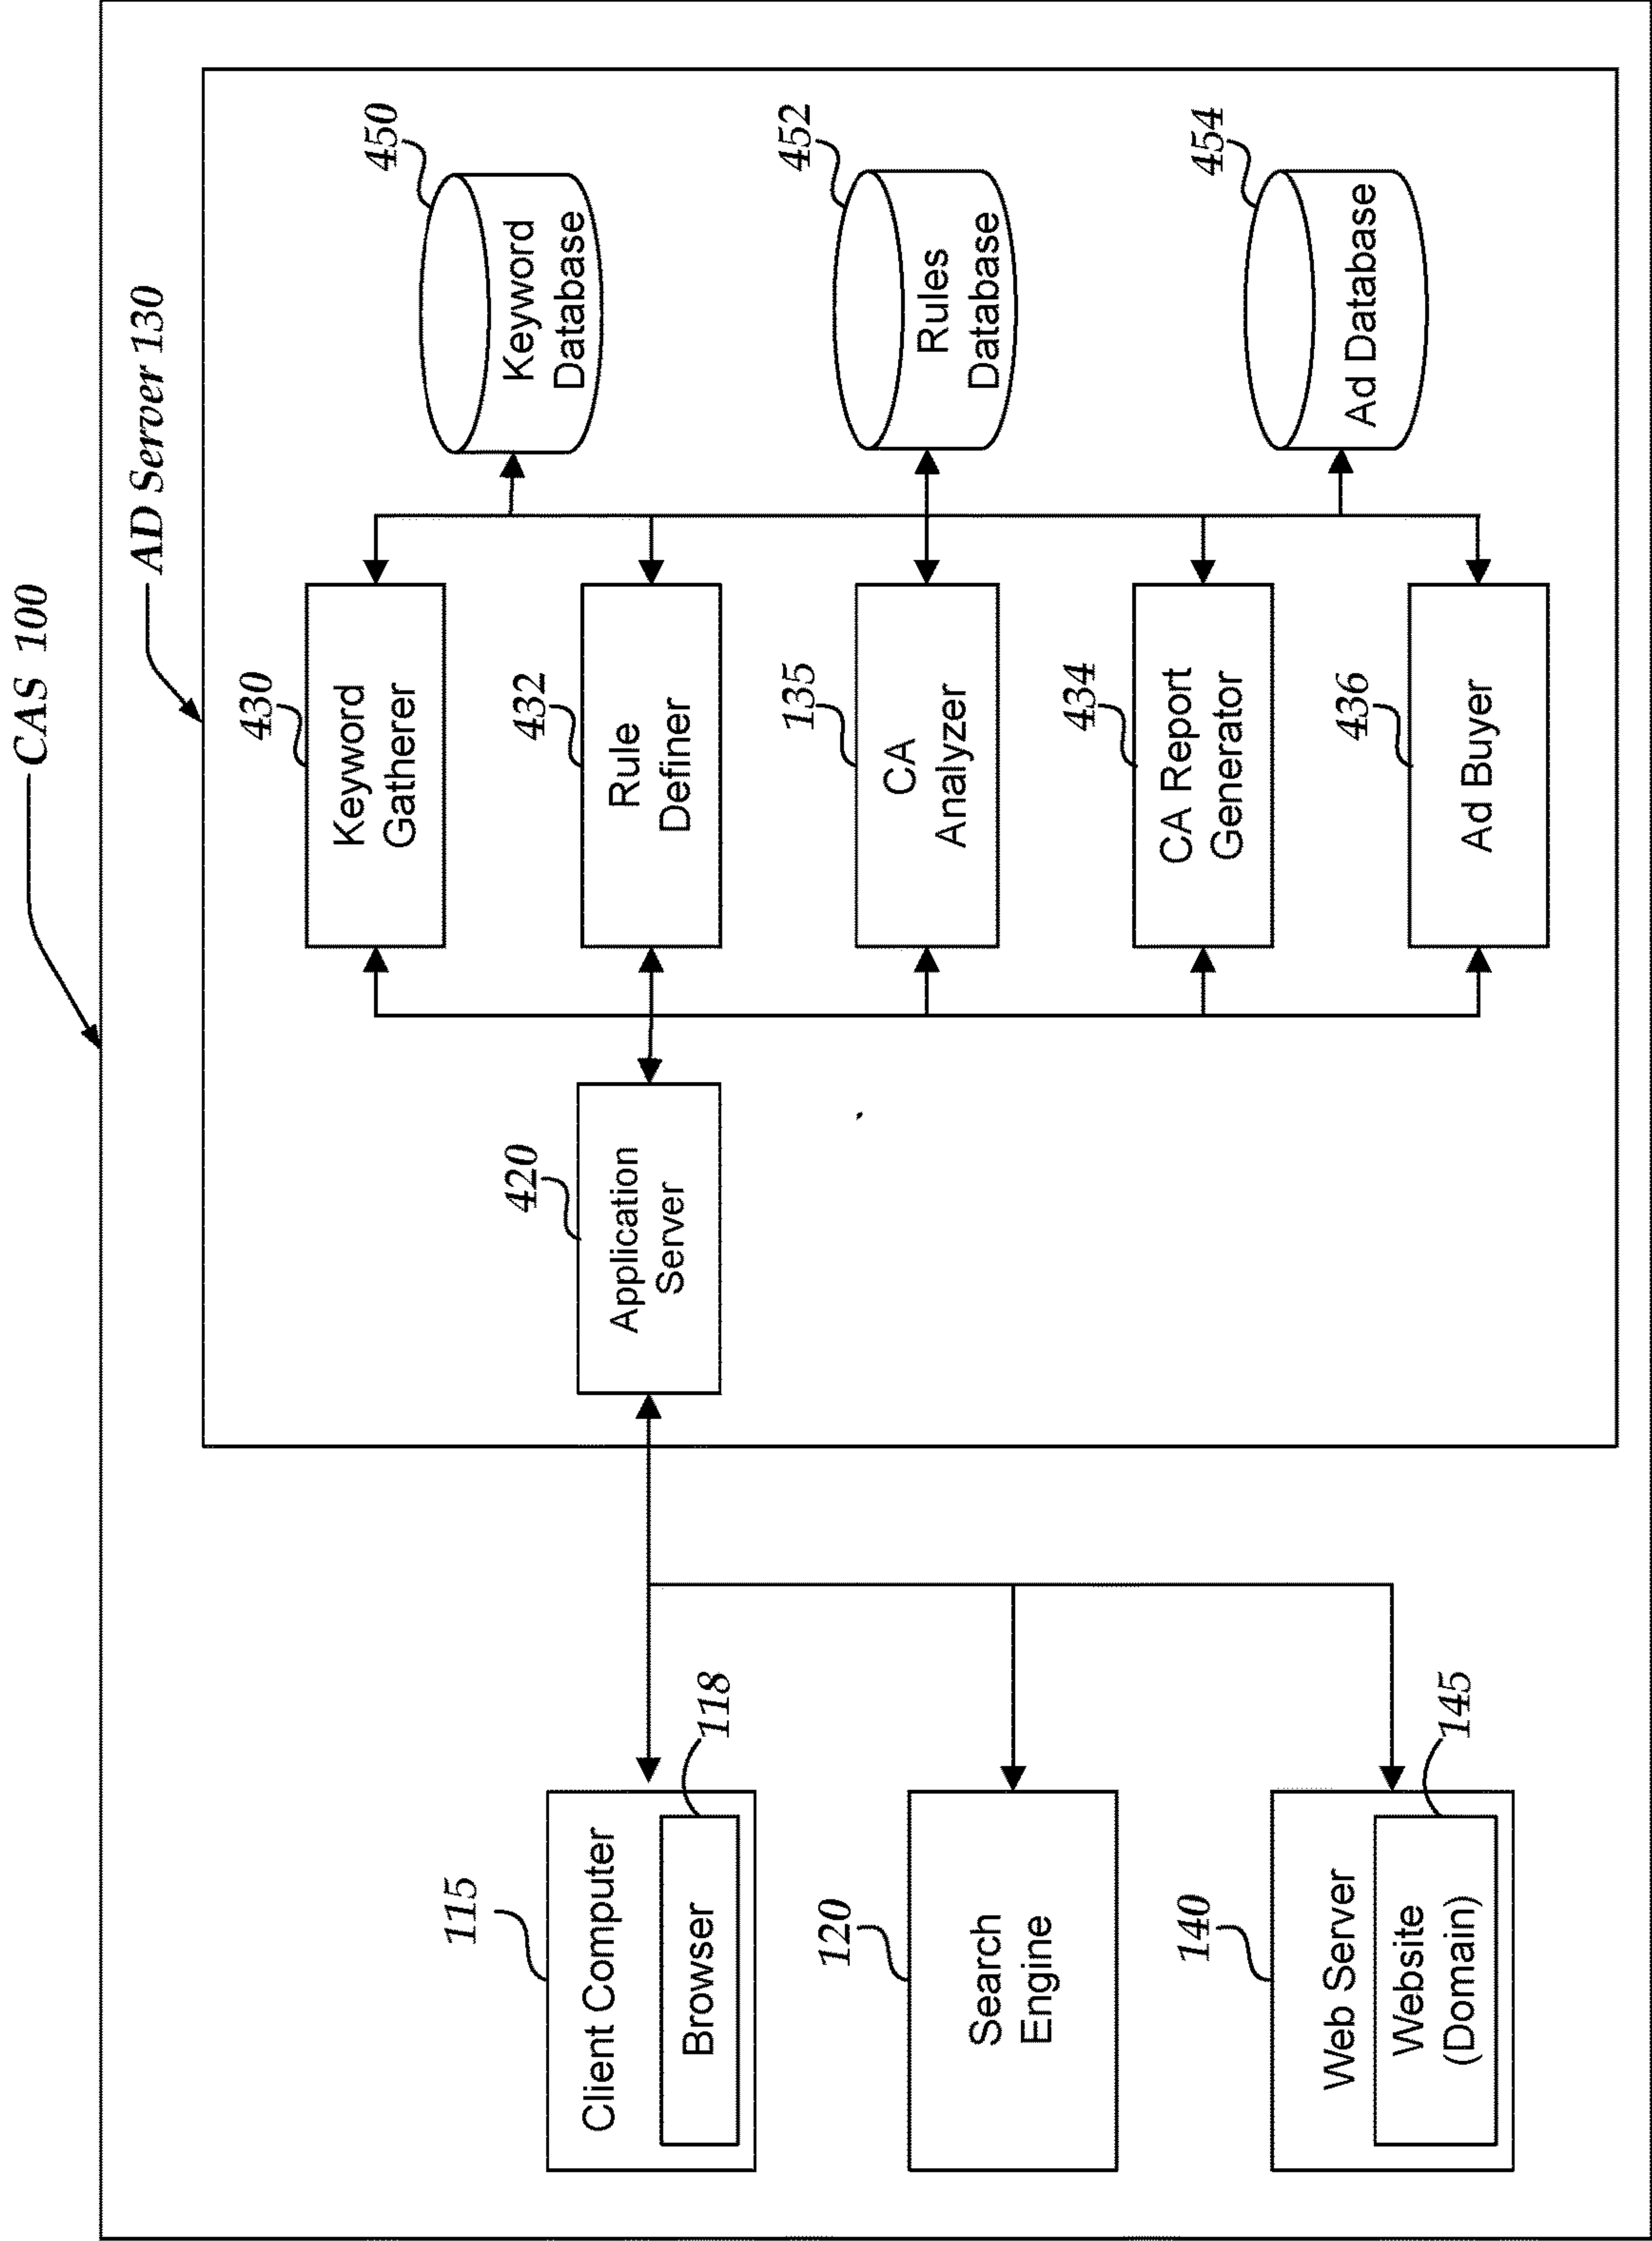 CAS 100
AD Server 130
115
Client Computer
118
Browser
120
Search
Engine
140
Web Server
145
Website
(Domain)
420
Application
Server
430
Keyword
Gatherer
432
Rule
Definer
135
CA
Analyzer
434
CA Report
Generator
436
Ad Buyer
450
Keyword
Database
452
Rules
Database
454
Ad Database